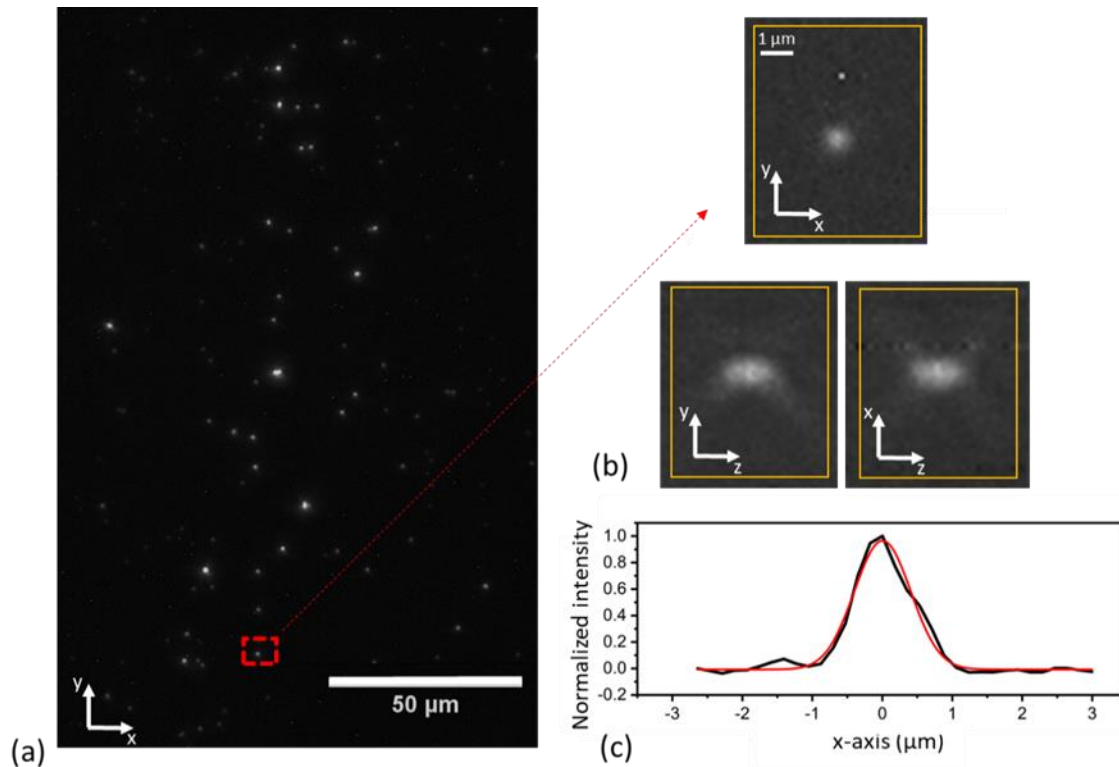 y
x
50 μm
(a)
1 μm
y
x
y
z
x
z
(b)
Normalized intensity
1.0
0.8
0.6
0.4
0.2
0.0
-0.2
-3
-2
-1
0
1
2
3
x-axis (μm)
(c)